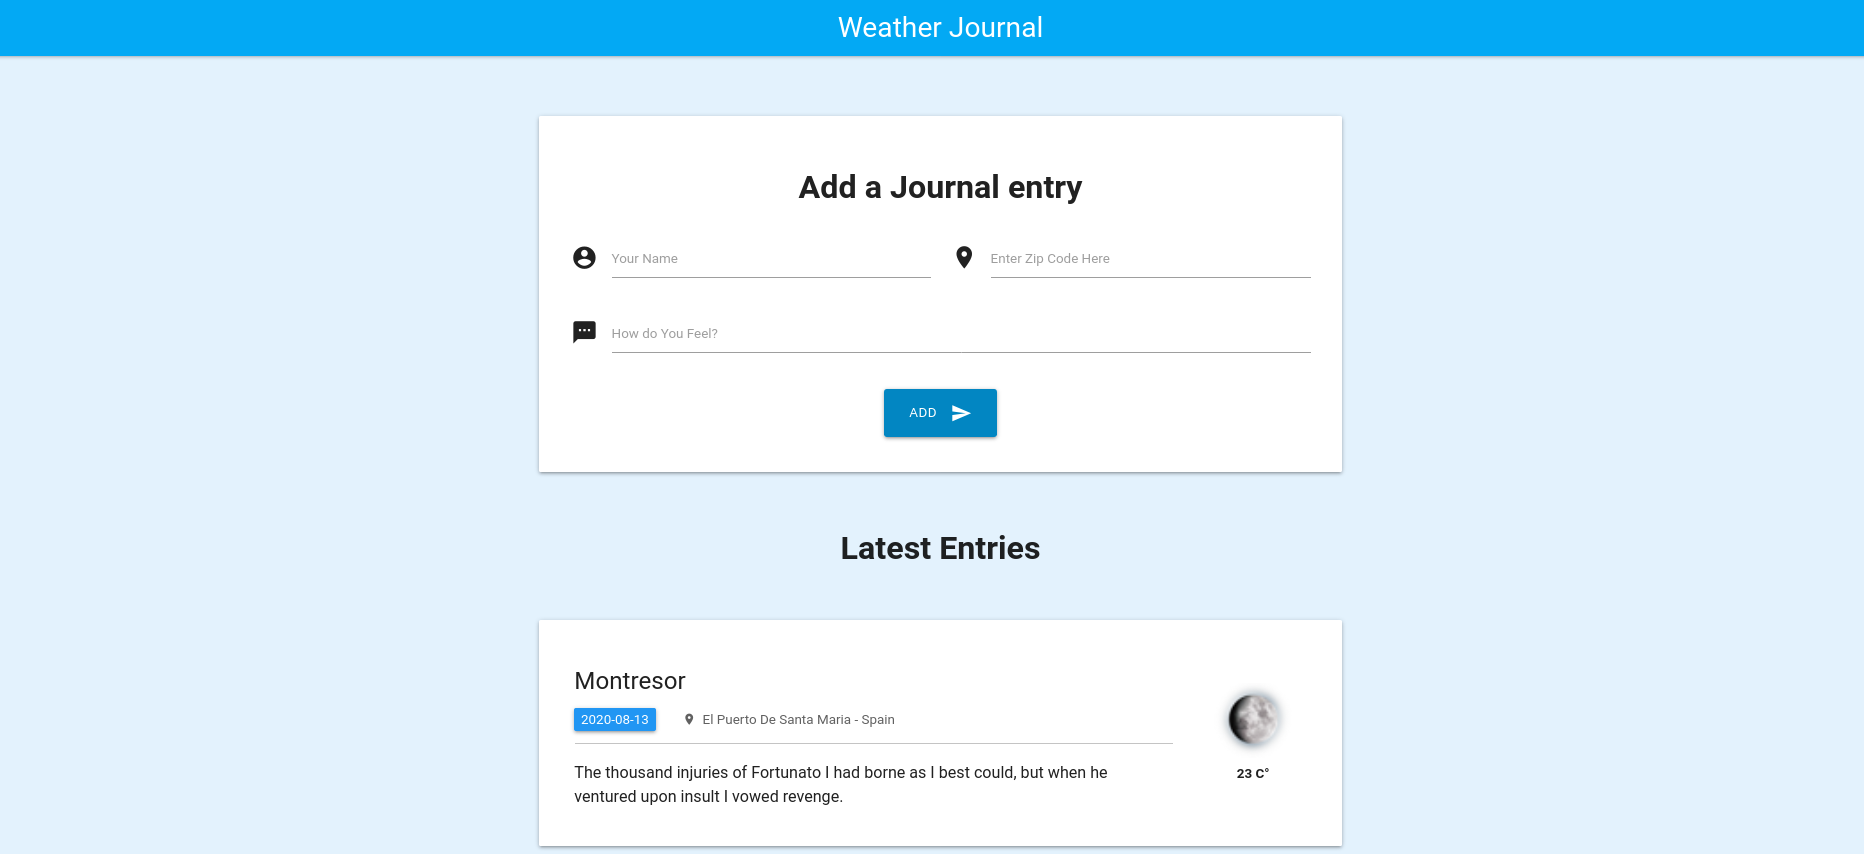 Weather Journal
Add a Journal entry
Your Name
Enter Zip Code Here
How do You Feel?
ADD
Latest Entries
Montresor
2020-08-13
El Puerto De Santa Maria - Spain
The thousand injuries of Fortunato I had borne as I best could, but when he
ventured upon insult I vowed revenge.
23 C°